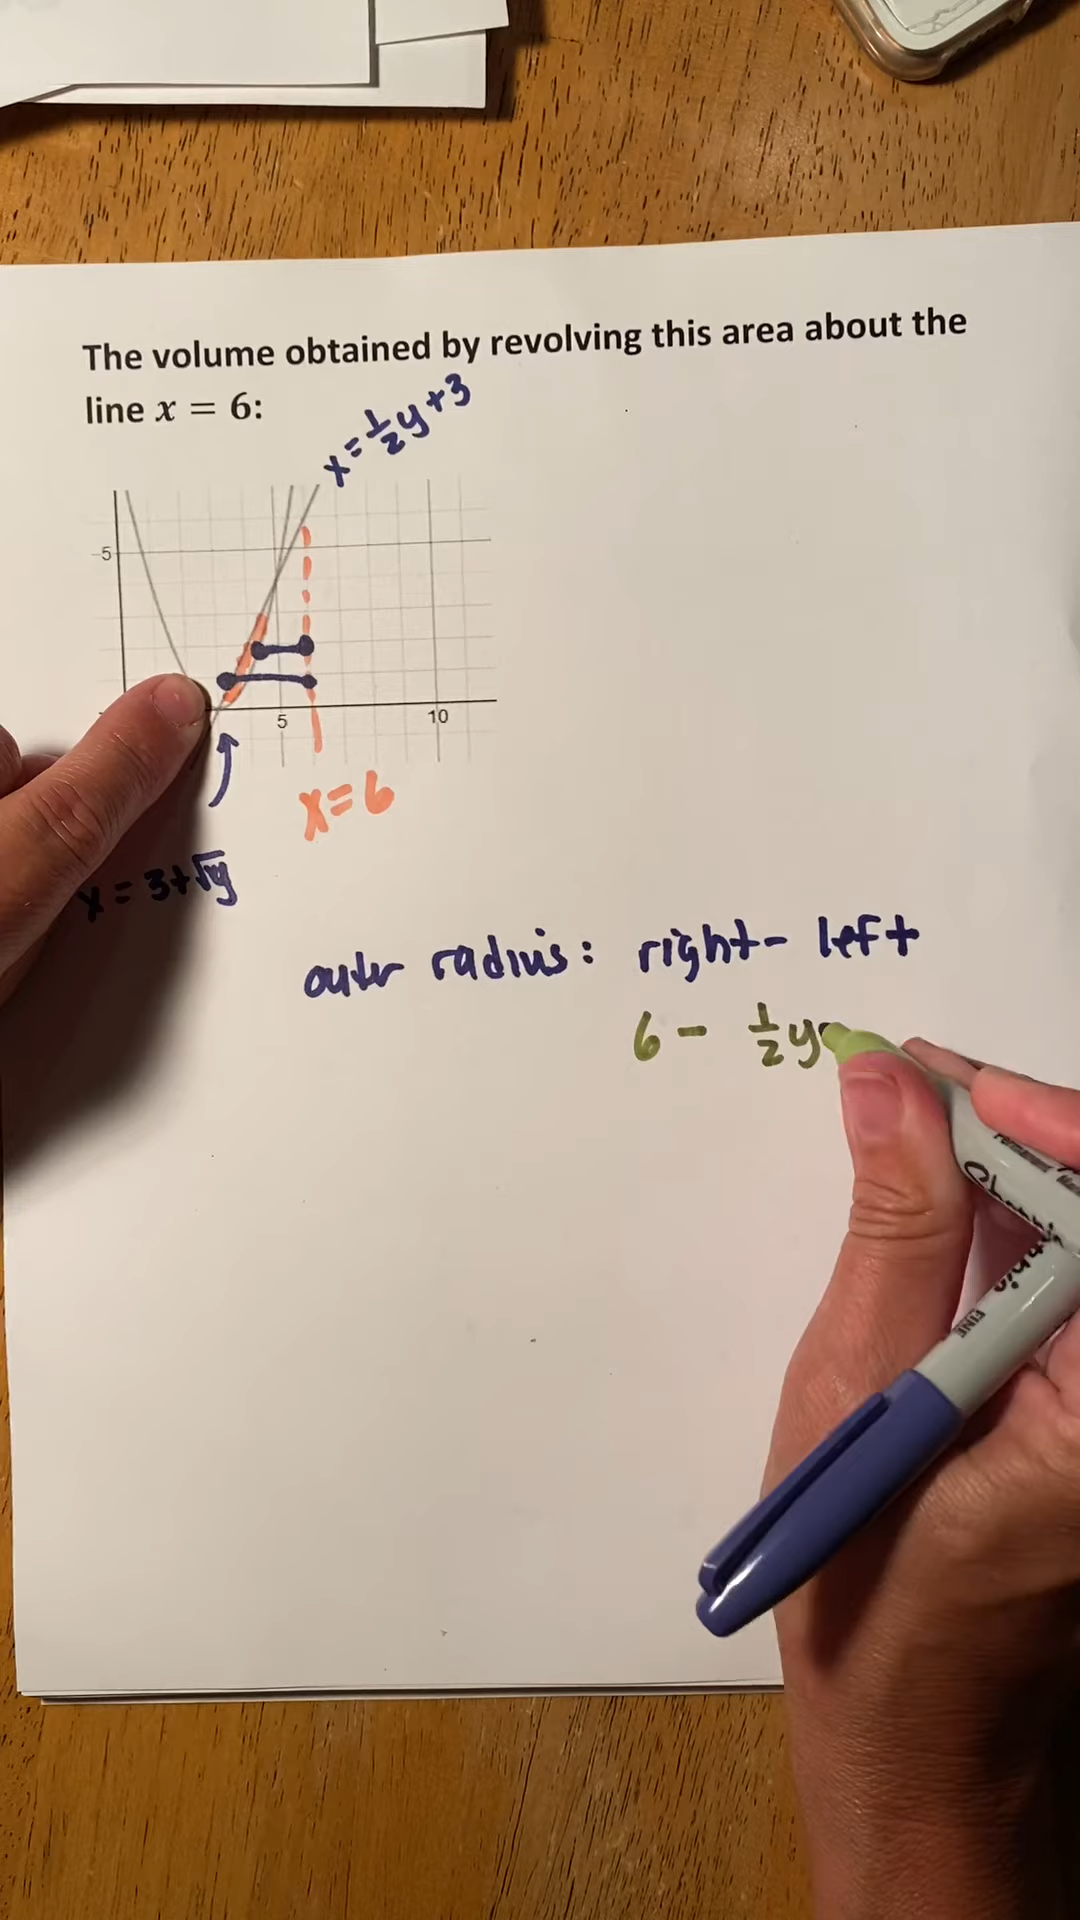 The volume obtained by revolving this area about the
line x = 6:
x=½y+3
5
5
10
x=6
x=3+√y
outer radius: right- left
6 - ½y
FINE